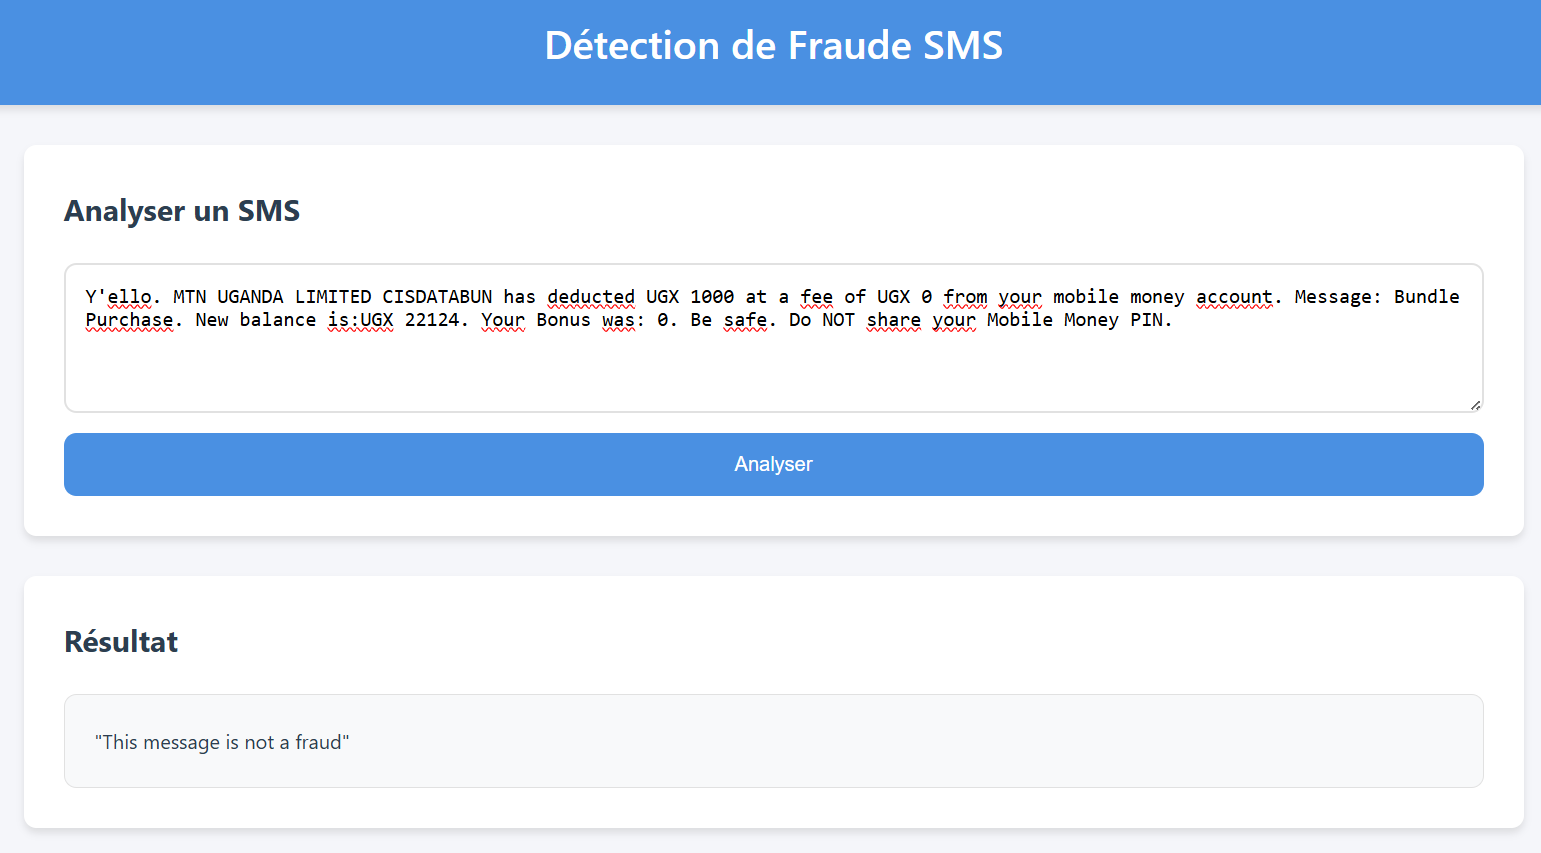 Détection de Fraude SMS
Analyser un SMS
Y'ello. MTN UGANDA LIMITED CISDATABUN has deducted UGX 1000 at a fee of UGX 0 from your mobile money account. Message: Bundle
Purchase. New balance is:UGX 22124. Your Bonus was: 0. Be safe. Do NOT share your Mobile Money PIN.
Analyser
Résultat
"This message is not a fraud"